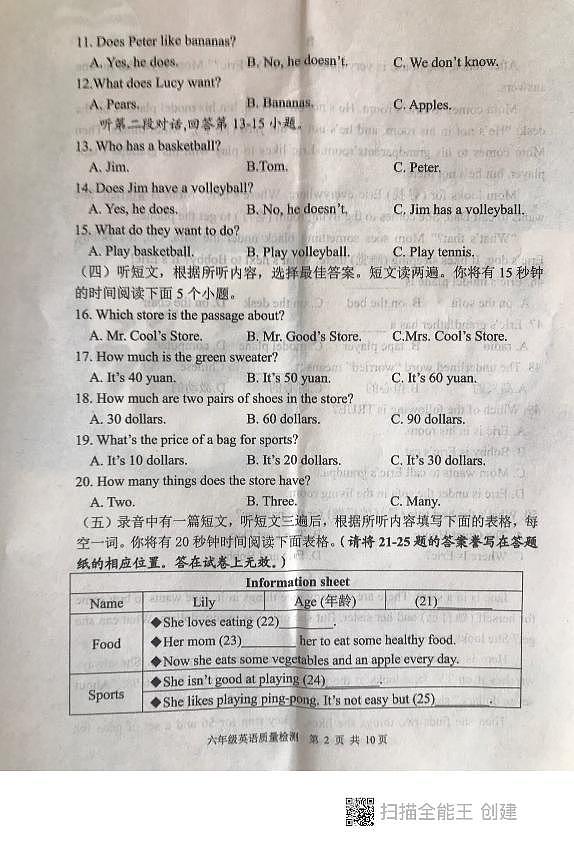 11. Does Peter like bananas?
A. Yes, he does. B. No, he doesn't. C. We don't know.
12.What does Lucy want?
A. Pears. B. Bananas. C. Apples.
听第二段对话,回答第13-15小题。
13. Who has a basketball?
A. Jim. B.Tom. C. Peter.
14. Does Jim have a volleyball?
A. Yes, he does. B. No, he doesn't. C. Jim has a volleyball.
15. What do they want to do?
A. Play basketball. B. Play volleyball. C. Play tennis.
（四）听短文，根据所听内容，选择最佳答案。短文读两遍。你将有15秒钟
的时间阅读下面5个小题。
16. Which store is the passage about?
A. Mr. Cool's Store. B. Mr. Good's Store. C.Mrs. Cool's Store.
17. How much is the green sweater?
A. It's 40 yuan. B. It's 50 yuan. C. It's 60 yuan.
18. How much are two pairs of shoes in the store?
A. 30 dollars. B. 60 dollars. C. 90 dollars.
19. What's the price of a bag for sports?
A. It's 10 dollars. B. It's 20 dollars. C. It's 30 dollars.
20. How many things does the store have?
A. Two. B. Three. C. Many.
（五）录音中有一篇短文，听短文三遍后，根据所听内容填写下面的表格，每
空一词。你将有20秒钟时间阅读下面表格。（请将21-25题的答案誊写在答题
纸的相应位置。答在试卷上无效。）
Information sheet
Name Lily Age (年龄) (21)________
Food ◆She loves eating (22)________.
◆Her mom (23)________ her to eat some healthy food.
◆Now she eats some vegetables and an apple every day.
Sports ◆She isn't good at playing (24)________.
◆She likes playing ping-pong. It's not easy but (25)________.
六年级英语质量检测 第 2 页 共 10 页
扫描全能王 创建